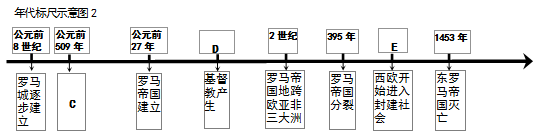 年代标尺示意图 2
公元前
8 世纪
公元前
509 年
公元前
27 年
D
2 世纪
395 年
E
1453 年
罗马
城逐
步建
立
C
罗马
帝国
建立
基督
教产
生
罗马帝
国地跨
欧亚非
三大洲
罗马
帝国
分裂
西欧开
始进入
封建社
会
东罗
马帝
国灭
亡